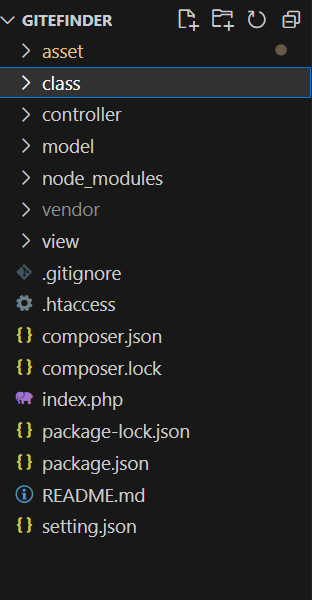 GITEFINDER
asset
class
controller
model
node_modules
vendor
view
.gitignore
.htaccess
composer.json
composer.lock
index.php
package-lock.json
package.json
README.md
setting.json